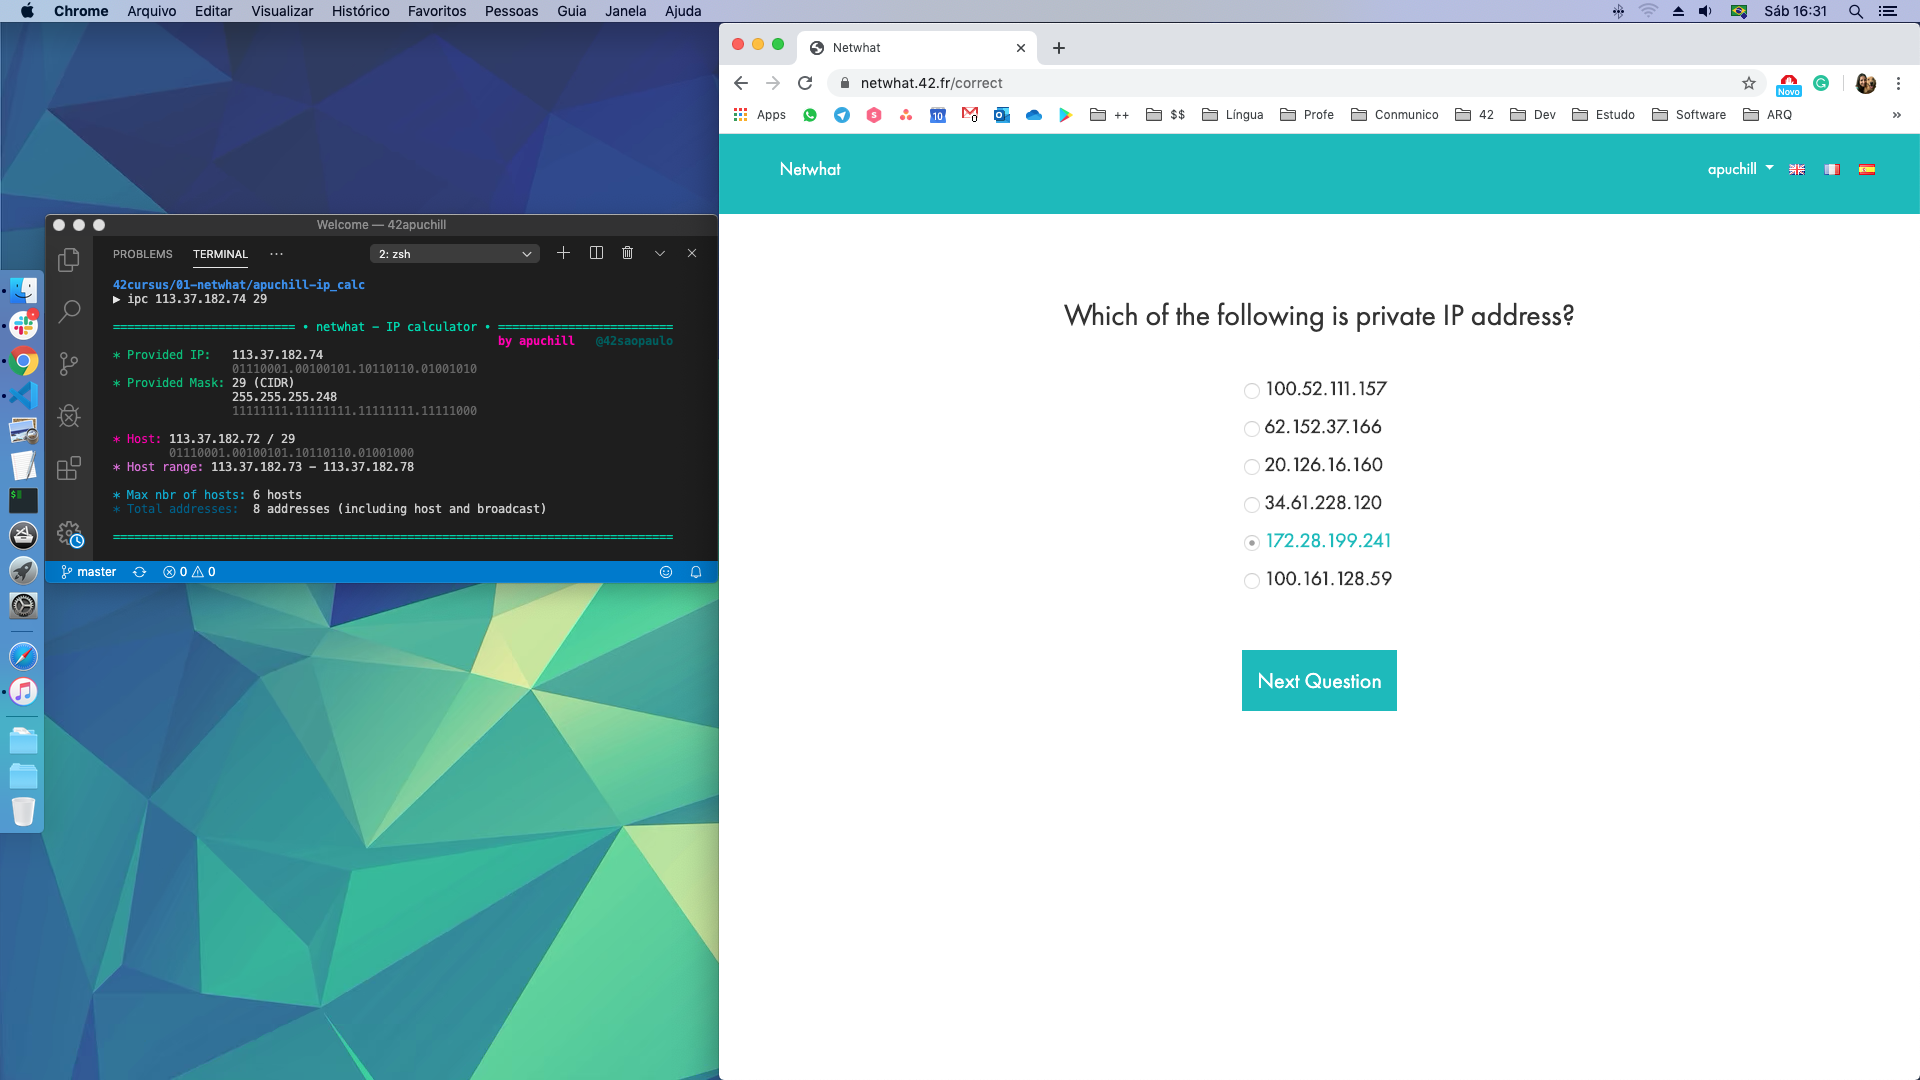 Chrome Arquivo Editar Visualizar Histórico Favoritos Pessoas Guia Janela Ajuda
Sáb 16:31
Welcome — 42apuchill
PROBLEMS TERMINAL ··· 2: zsh
42cursus/01-netwhat/apuchill-ip_calc
▶ ipc 113.37.182.74 29
========================== • netwhat - IP calculator • =========================
by apuchill @42saopaulo
* Provided IP: 113.37.182.74
01110001.00100101.10110110.01001010
* Provided Mask: 29 (CIDR)
255.255.255.248
11111111.11111111.11111111.11111000
* Host: 113.37.182.72 / 29
01110001.00100101.10110110.01001000
* Host range: 113.37.182.73 - 113.37.182.78
* Max nbr of hosts: 6 hosts
* Total addresses: 8 addresses (including host and broadcast)
================================================================================
master 0 0
Netwhat
netwhat.42.fr/correct
Novo
Apps 10 0 ++ $$ Língua Profe Conmunico 42 Dev Estudo Software ARQ »
Netwhat apuchill
Which of the following is private IP address?
100.52.111.157
62.152.37.166
20.126.16.160
34.61.228.120
172.28.199.241
100.161.128.59
Next Question